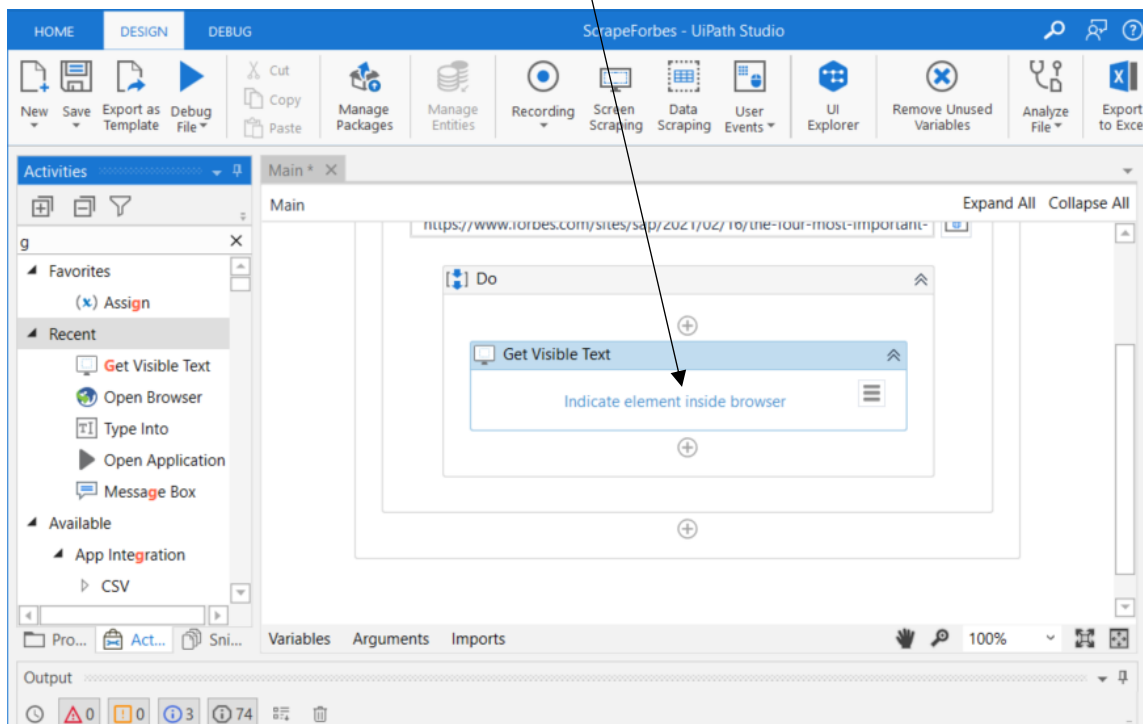 HOME DESIGN DEBUG ScrapeForbes - UiPath Studio
New Save Export as Template Debug File Cut Copy Paste Manage Packages Manage Entities Recording Screen Scraping Data Scraping User Events UI Explorer Remove Unused Variables Analyze File Export to Exce
Activities
Main *
Main Expand All Collapse All
g
https://www.forbes.com/sites/sap/2021/02/16/the-four-most-important-
Favorites
(x) Assign
Do
Recent
Get Visible Text
Get Visible Text
Open Browser
Indicate element inside browser
TI Type Into
Open Application
Message Box
Available
App Integration
CSV
Pro... Act... Sni... Variables Arguments Imports 100%
Output
0 0 3 74